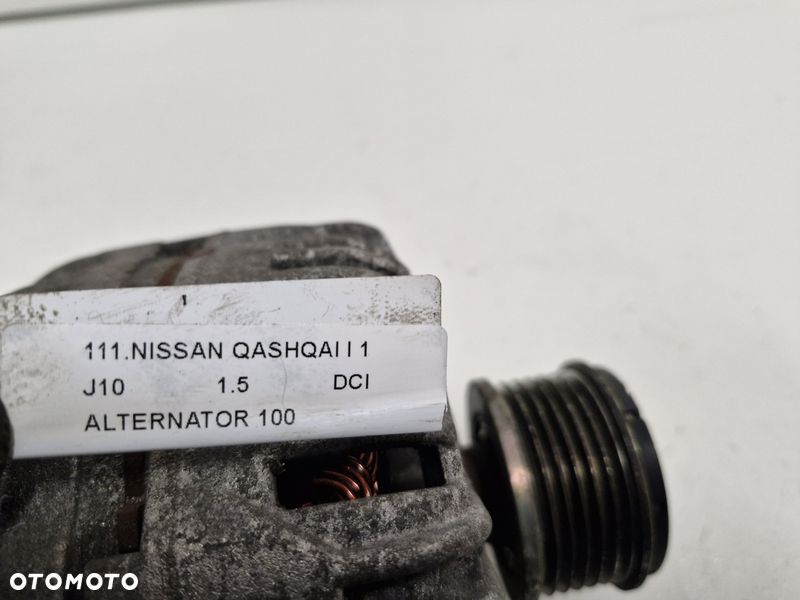 111.NISSAN QASHQAI I 1
J10 1.5 DCI
ALTERNATOR 100
OTOMOTO